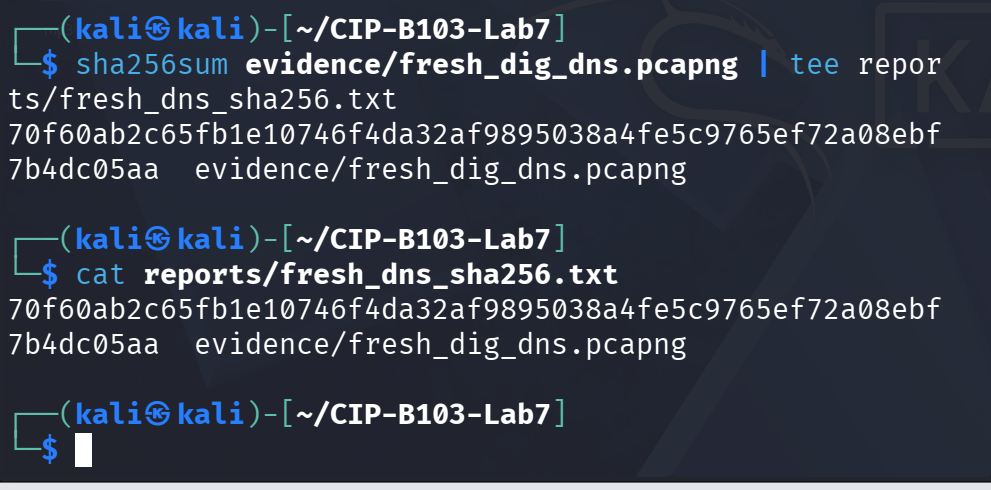 ┌──(kali㉿kali)-[~/CIP-B103-Lab7]
└─$ sha256sum evidence/fresh_dig_dns.pcapng | tee repor
ts/fresh_dns_sha256.txt
70f60ab2c65fb1e10746f4da32af9895038a4fe5c9765ef72a08ebf
7b4dc05aa  evidence/fresh_dig_dns.pcapng

┌──(kali㉿kali)-[~/CIP-B103-Lab7]
└─$ cat reports/fresh_dns_sha256.txt
70f60ab2c65fb1e10746f4da32af9895038a4fe5c9765ef72a08ebf
7b4dc05aa  evidence/fresh_dig_dns.pcapng

┌──(kali㉿kali)-[~/CIP-B103-Lab7]
└─$